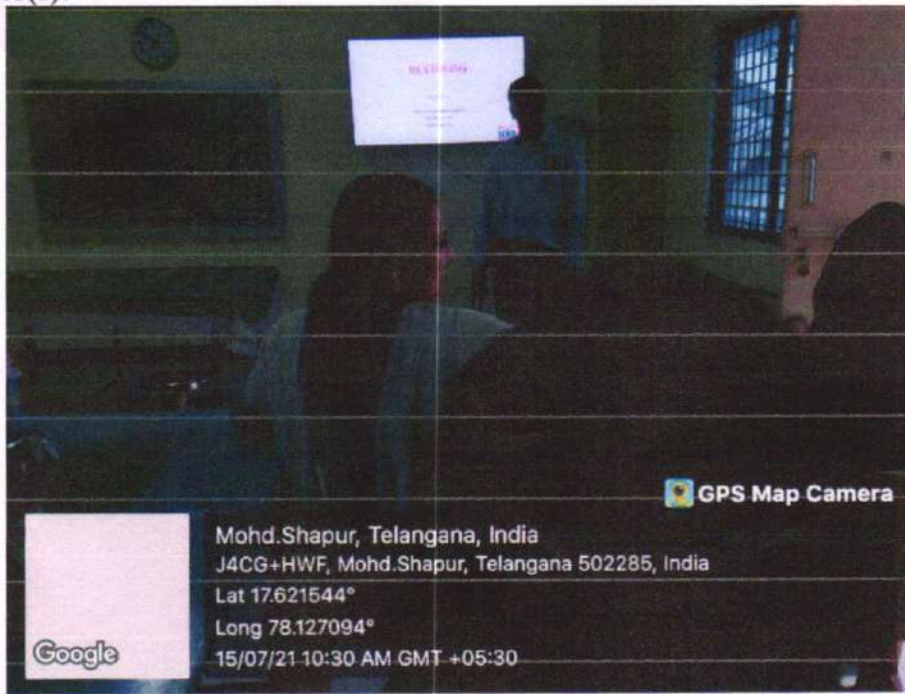 GPS Map Camera
Mohd.Shapur, Telangana, India
J4CG+HWF, Mohd.Shapur, Telangana 502285, India
Lat 17.621544°
Long 78.127094°
Google
15/07/21 10:30 AM GMT +05:30